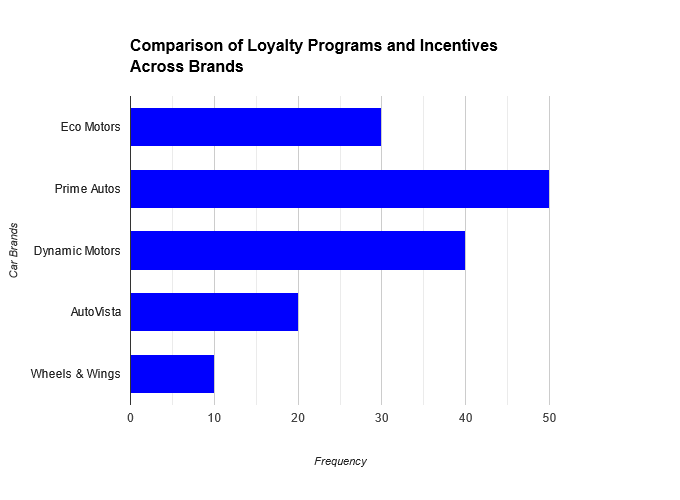 Comparison of Loyalty Programs and Incentives
Across Brands
Eco Motors
Prime Autos
Dynamic Motors
AutoVista
Wheels & Wings
Car Brands
0 10 20 30 40 50
Frequency